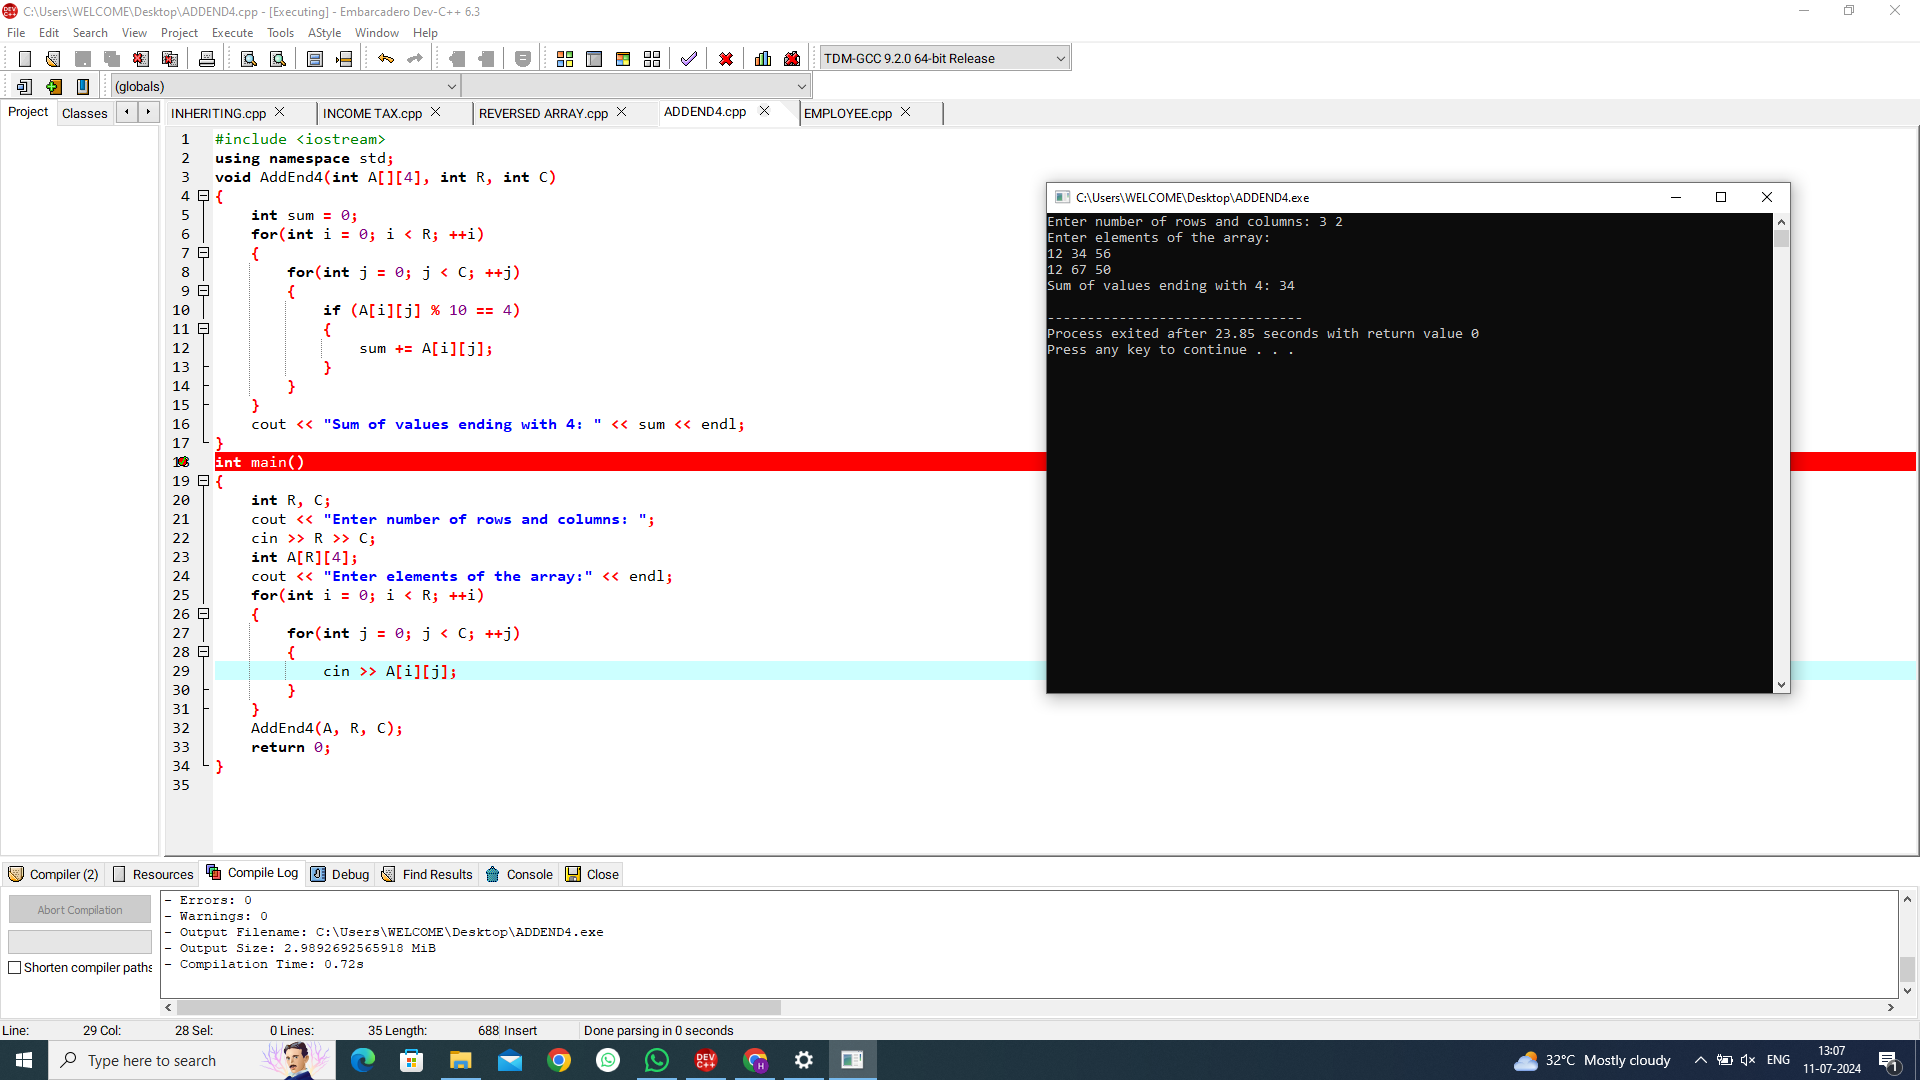 C:\Users\WELCOME\Desktop\ADDEND4.cpp - [Executing] - Embarcadero Dev-C++ 6.3
File Edit Search View Project Execute Tools AStyle Window Help
TDM-GCC 9.2.0 64-bit Release
(globals)
Project Classes INHERITING.cpp INCOME TAX.cpp REVERSED ARRAY.cpp ADDEND4.cpp EMPLOYEE.cpp
1 #include <iostream>
2 using namespace std;
3 void AddEnd4(int A[][4], int R, int C)
4 {
5 int sum = 0;
6 for(int i = 0; i < R; ++i)
7 {
8 for(int j = 0; j < C; ++j)
9 {
10 if (A[i][j] % 10 == 4)
11 {
12 sum += A[i][j];
13 }
14 }
15 }
16 cout << "Sum of values ending with 4: " << sum << endl;
17 }
18 int main()
19 {
20 int R, C;
21 cout << "Enter number of rows and columns: ";
22 cin >> R >> C;
23 int A[R][4];
24 cout << "Enter elements of the array:" << endl;
25 for(int i = 0; i < R; ++i)
26 {
27 for(int j = 0; j < C; ++j)
28 {
29 cin >> A[i][j];
30 }
31 }
32 AddEnd4(A, R, C);
33 return 0;
34 }
35
C:\Users\WELCOME\Desktop\ADDEND4.exe
Enter number of rows and columns: 3 2
Enter elements of the array:
12 34 56
12 67 50
Sum of values ending with 4: 34
--------------------------------
Process exited after 23.85 seconds with return value 0
Press any key to continue . . .
Compiler (2) Resources Compile Log Debug Find Results Console Close
Abort Compilation
Shorten compiler paths
- Errors: 0
- Warnings: 0
- Output Filename: C:\Users\WELCOME\Desktop\ADDEND4.exe
- Output Size: 2.9892692565918 MiB
- Compilation Time: 0.72s
Line: 29 Col: 28 Sel: 0 Lines: 35 Length: 688 Insert Done parsing in 0 seconds
Type here to search
DEV C++
32°C Mostly cloudy
ENG
13:07
11-07-2024
1